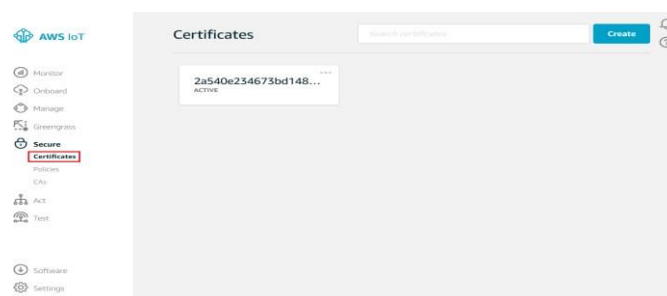 AWS IoT
Monitor
Onboard
Manage
Greengrass
Secure
Certificates
Policies
CAs
Act
Test
Software
Settings
Certificates
Search certificates
Create
2a540e234673bd148...
ACTIVE